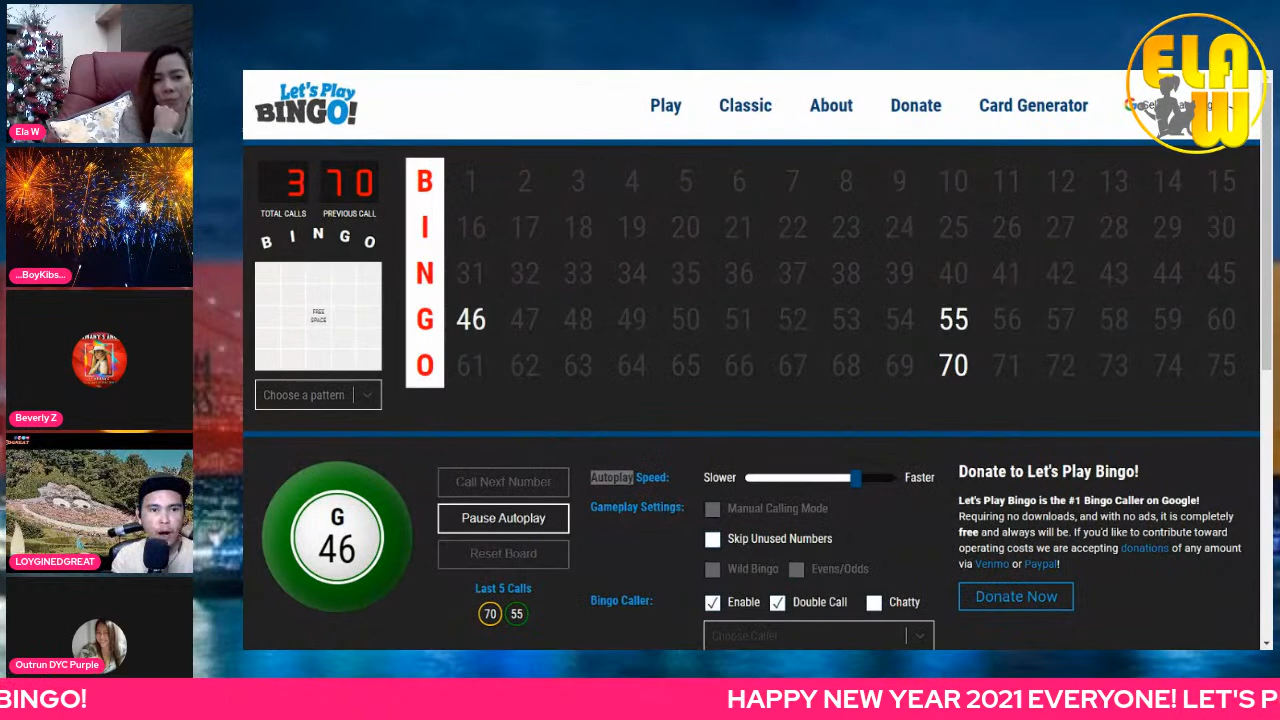 Ela W
...BoyKibs...
Beverly Z
LOYGINEDGREAT
Outrun DYC Purple
ELA
W
Let's Play
BINGO!
Play Classic About Donate Card Generator
3 70
TOTAL CALLS PREVIOUS CALL
B I N G O
FREE
SPACE
Choose a pattern
B 1 2 3 4 5 6 7 8 9 10 11 12 13 14 15
I 16 17 18 19 20 21 22 23 24 25 26 27 28 29 30
N 31 32 33 34 35 36 37 38 39 40 41 42 43 44 45
G 46 47 48 49 50 51 52 53 54 55 56 57 58 59 60
O 61 62 63 64 65 66 67 68 69 70 71 72 73 74 75
G
46
Call Next Number
Pause Autoplay
Reset Board
Last 5 Calls
70 55
Autoplay Speed: Slower Faster
Gameplay Settings: Manual Calling Mode
Skip Unused Numbers
Wild Bingo Evens/Odds
Bingo Caller: Enable Double Call Chatty
Choose Caller
Donate to Let's Play Bingo!
Let's Play Bingo is the #1 Bingo Caller on Google!
Requiring no downloads, and with no ads, it is completely
free and always will be. If you'd like to contribute toward
operating costs we are accepting donations of any amount
via Venmo or Paypal!
Donate Now
BINGO! HAPPY NEW YEAR 2021 EVERYONE! LET'S P